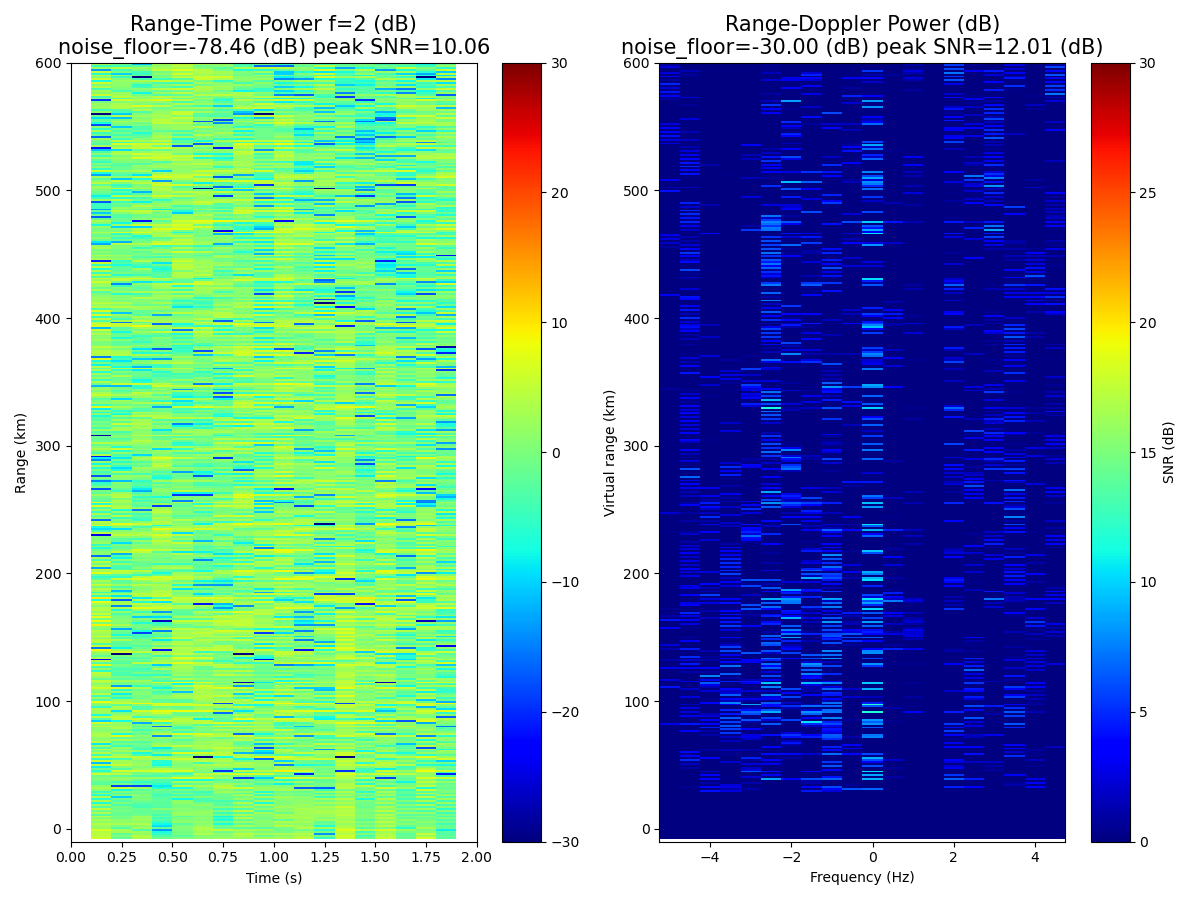 Range-Time Power f=2 (dB)
noise_floor=-78.46 (dB) peak SNR=10.06
600
500
400
300
200
100
0
Range (km)
0.00 0.25 0.50 0.75 1.00 1.25 1.50 1.75 2.00
Time (s)
30
20
10
0
−10
−20
−30
Range-Doppler Power (dB)
noise_floor=-30.00 (dB) peak SNR=12.01 (dB)
600
500
400
300
200
100
0
Virtual range (km)
−4 −2 0 2 4
Frequency (Hz)
30
25
20
15
10
5
0
SNR (dB)